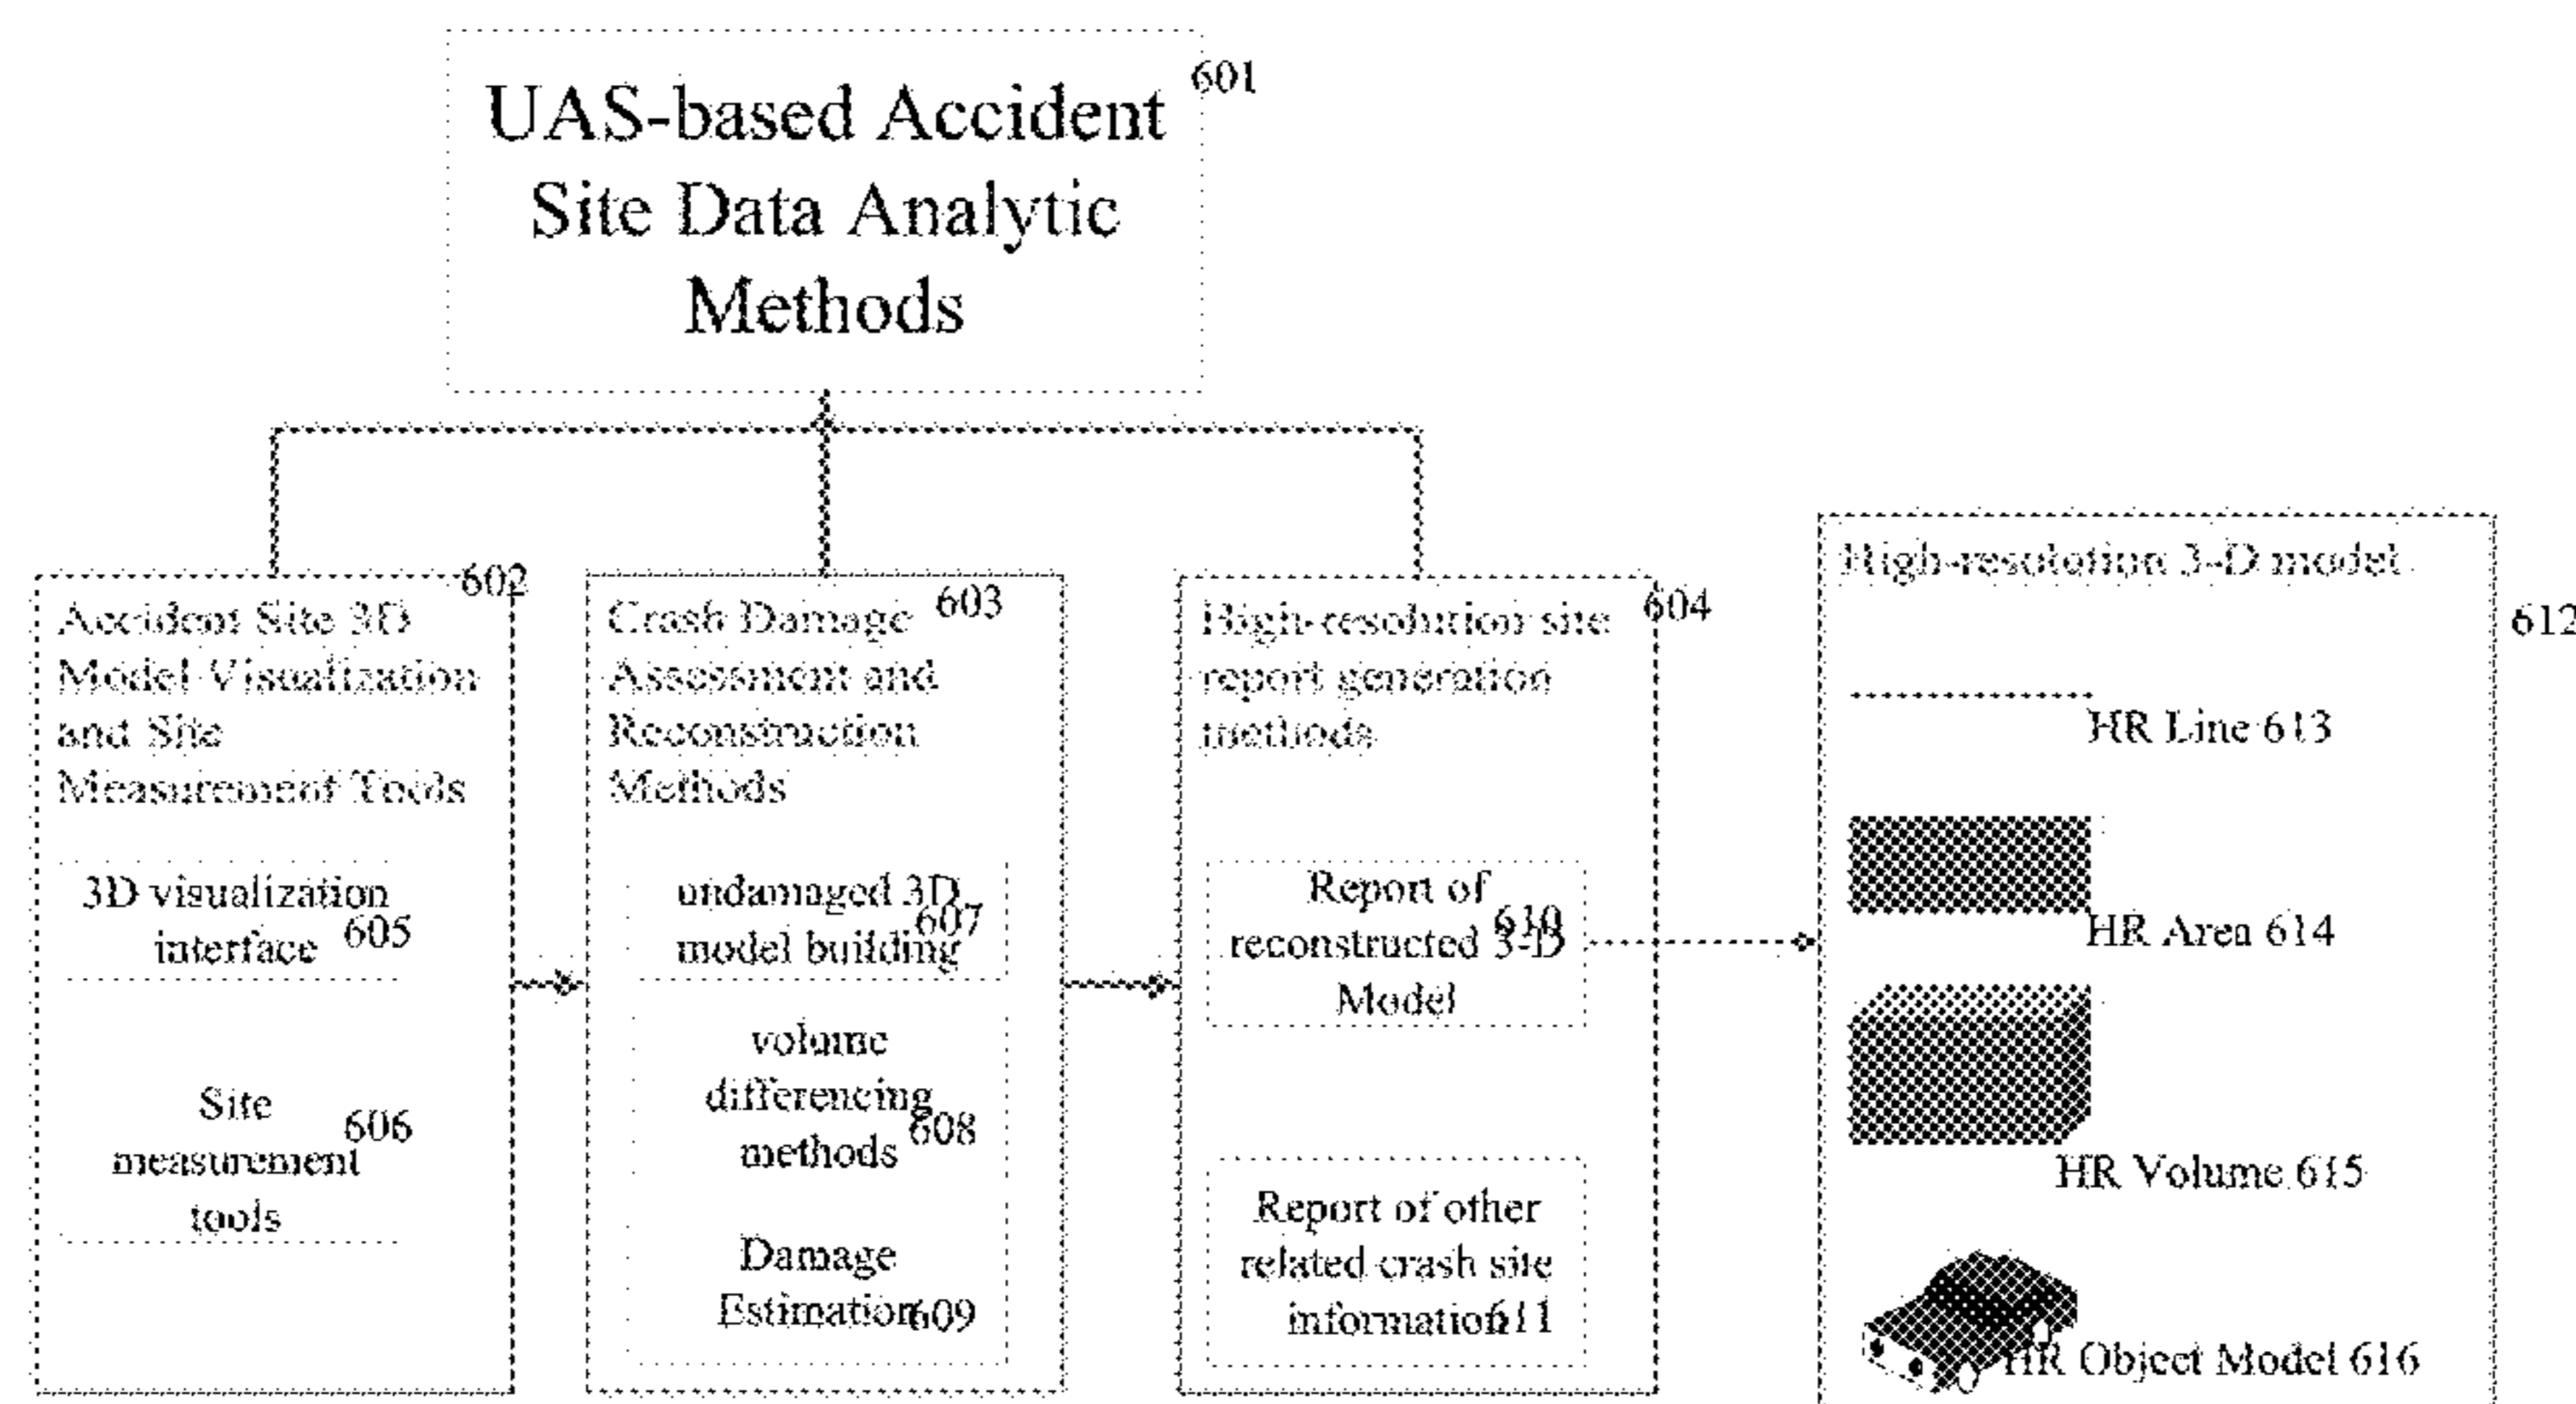 UAS-based Accident
Site Data Analytic
Methods
601
602
Accident Site 3D
Model Visualization
and Site
Measurement Tools
3D visualization
interface 605
Site
606
measurement
tools
603
Crash Damage
Assessment and
Reconstruction
Methods
undamaged 3D
607
model building
volume
differencing
608
methods
Damage
Estimation 609
604
High-resolution site
report generation
methods
Report of
610
reconstructed 3-D
Model
Report of other
related crash site
information 611
High-resolution 3-D model
612
HR Line 613
HR Area 614
HR Volume 615
HR Object Model 616